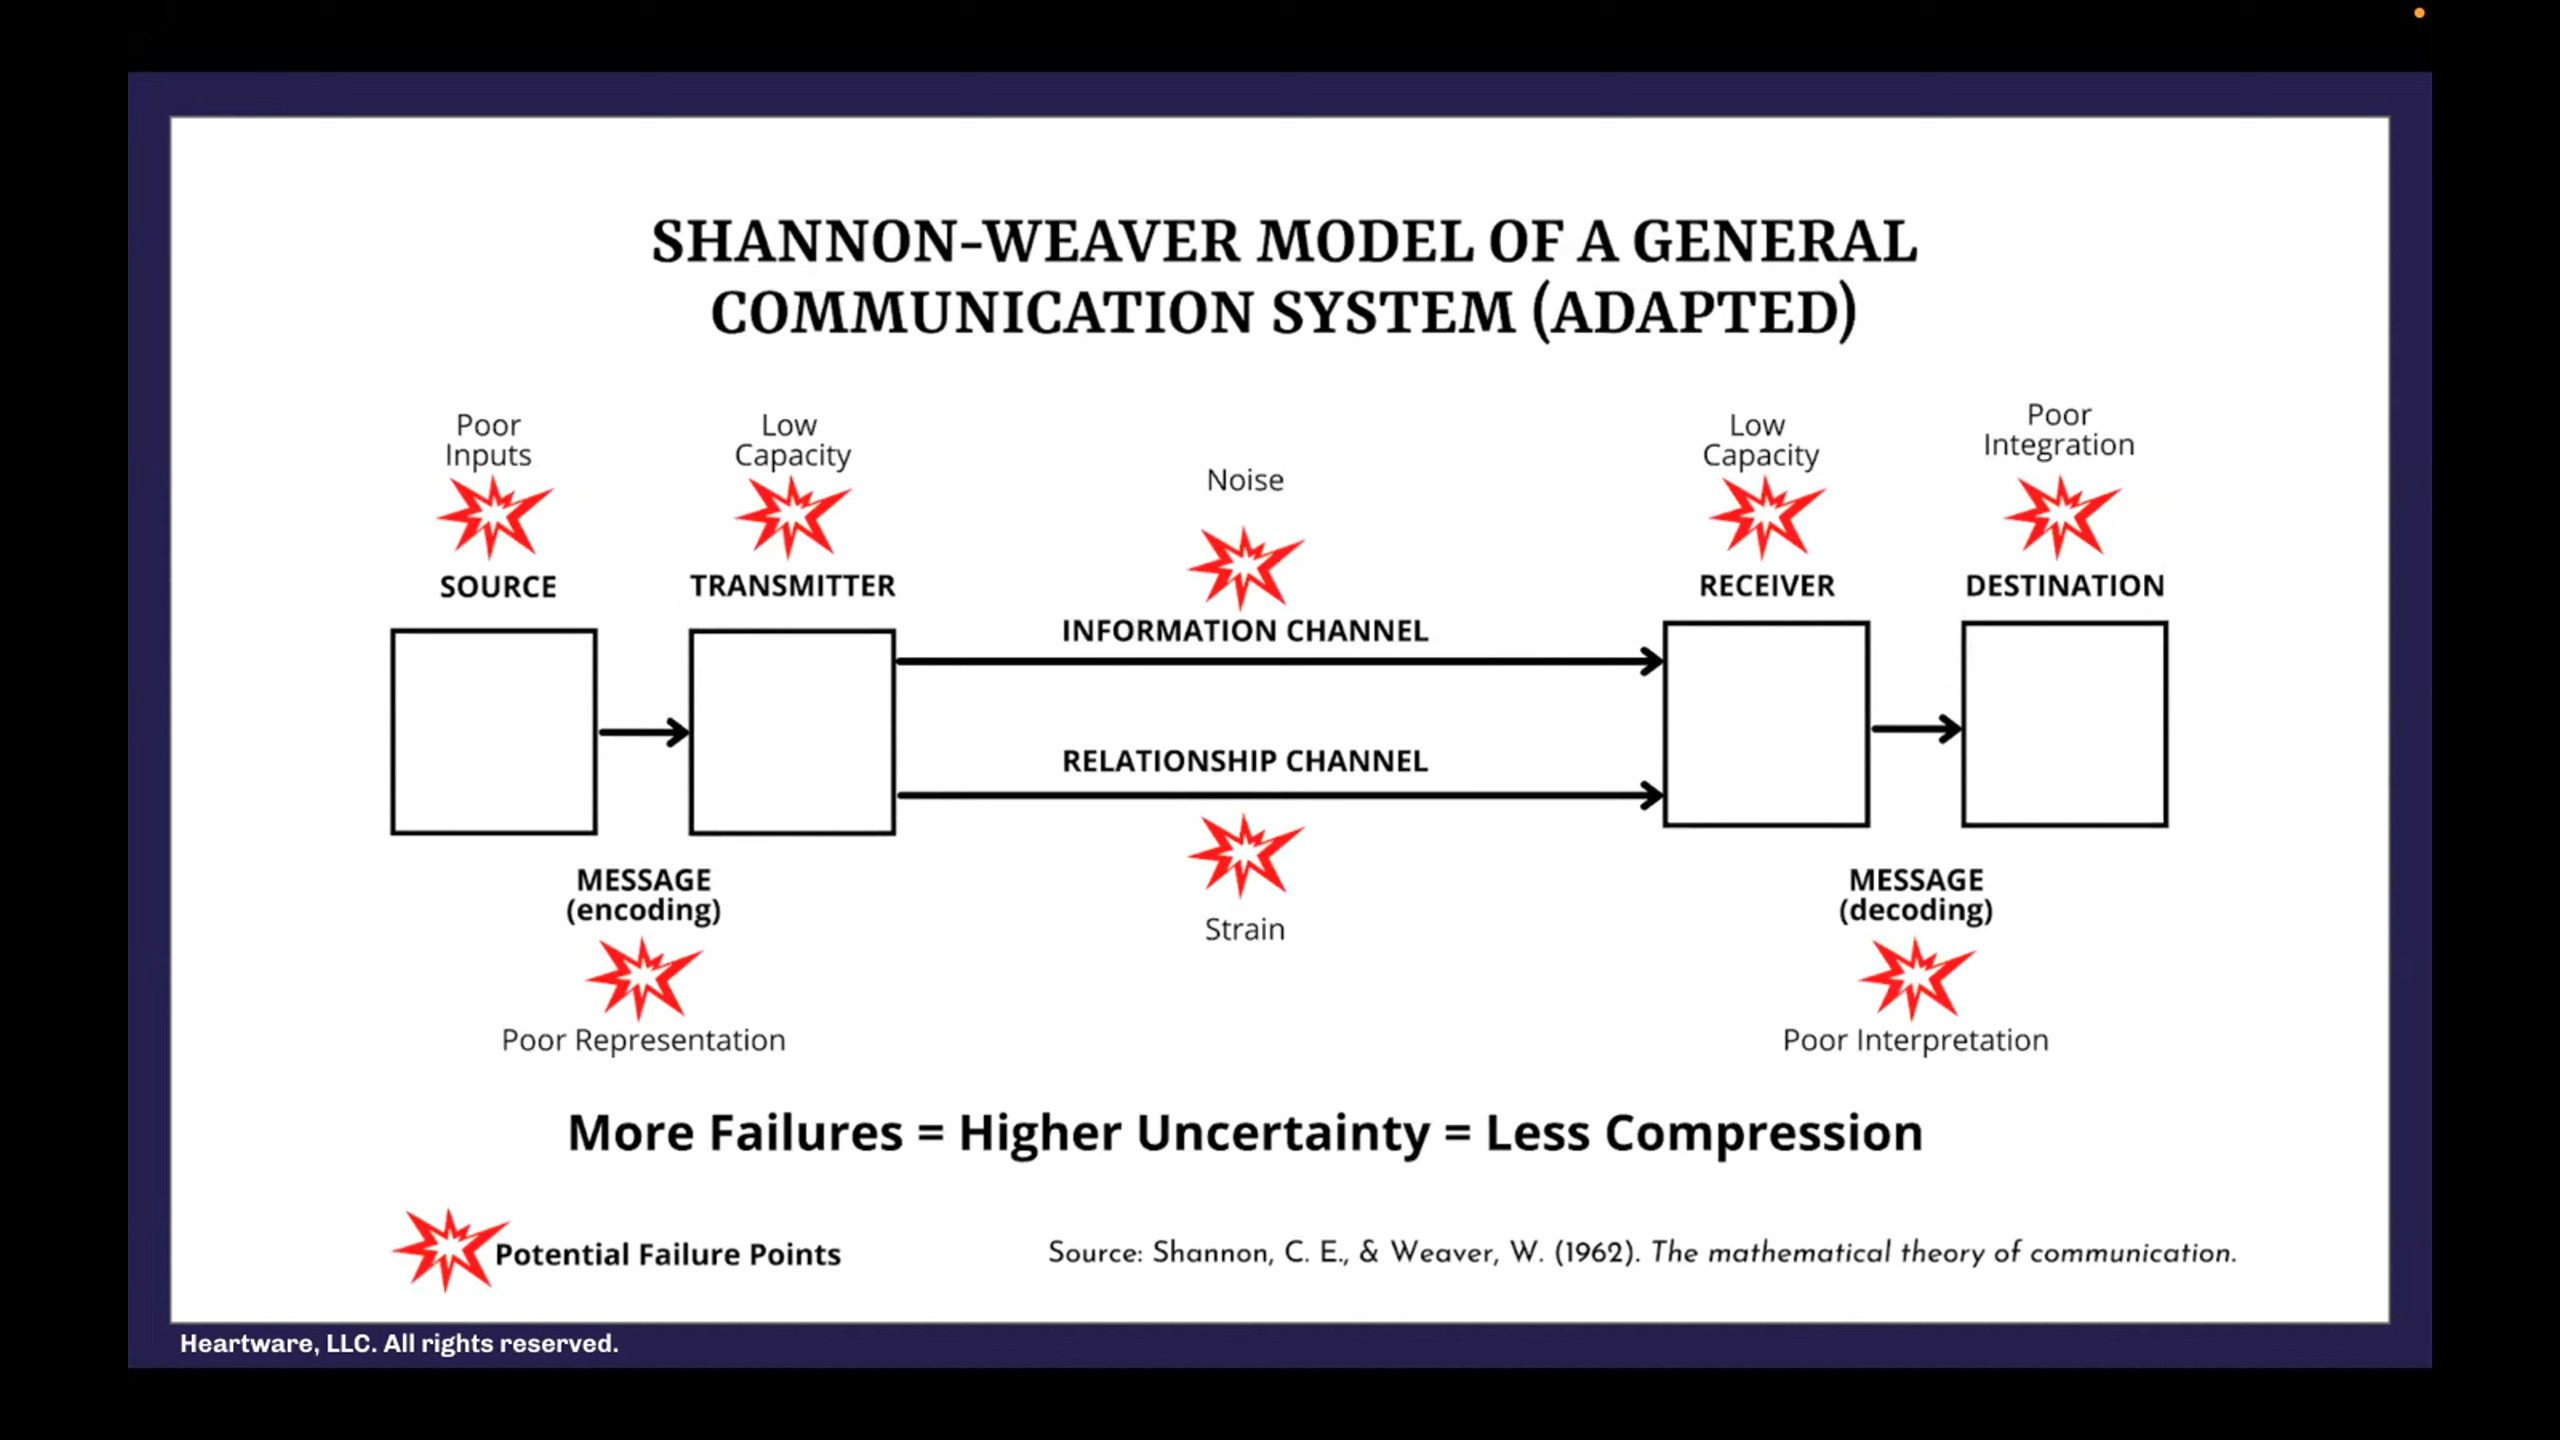 SHANNON-WEAVER MODEL OF A GENERAL
COMMUNICATION SYSTEM (ADAPTED)
Poor
Inputs
Low
Capacity
Noise
Low
Capacity
Poor
Integration
SOURCE
TRANSMITTER
INFORMATION CHANNEL
RECEIVER
DESTINATION
RELATIONSHIP CHANNEL
MESSAGE
(encoding)
Strain
MESSAGE
(decoding)
Poor Representation
Poor Interpretation
More Failures = Higher Uncertainty = Less Compression
Potential Failure Points
Source: Shannon, C. E., & Weaver, W. (1962). The mathematical theory of communication.
Heartware, LLC. All rights reserved.